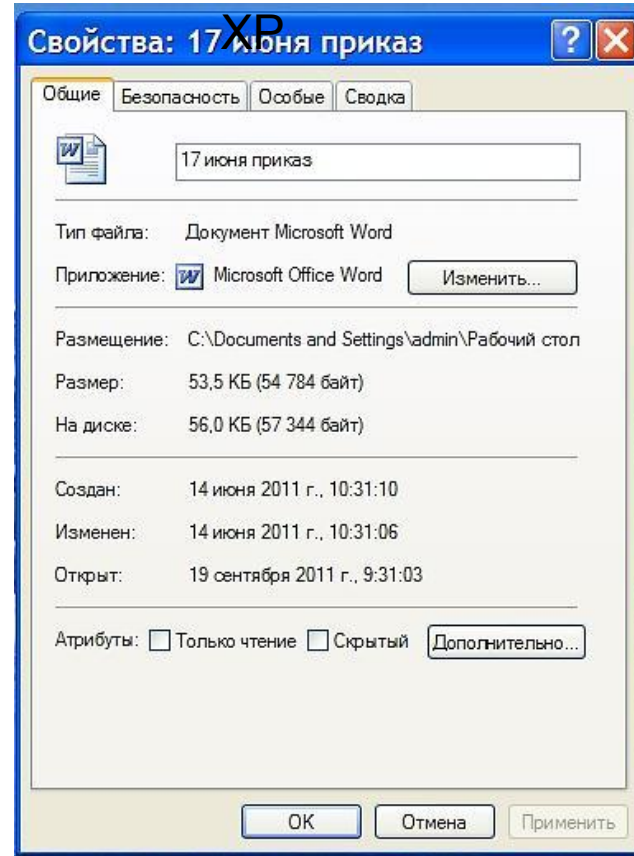 XP
Свойства: 17 июня приказ
Общие Безопасность Особые Сводка
17 июня приказ
Тип файла: Документ Microsoft Word
Приложение: Microsoft Office Word Изменить...
Размещение: C:\Documents and Settings\admin\Рабочий стол
Размер: 53,5 КБ (54 784 байт)
На диске: 56,0 КБ (57 344 байт)
Создан: 14 июня 2011 г., 10:31:10
Изменен: 14 июня 2011 г., 10:31:06
Открыт: 19 сентября 2011 г., 9:31:03
Атрибуты: Только чтение Скрытый Дополнительно...
OK Отмена Применить